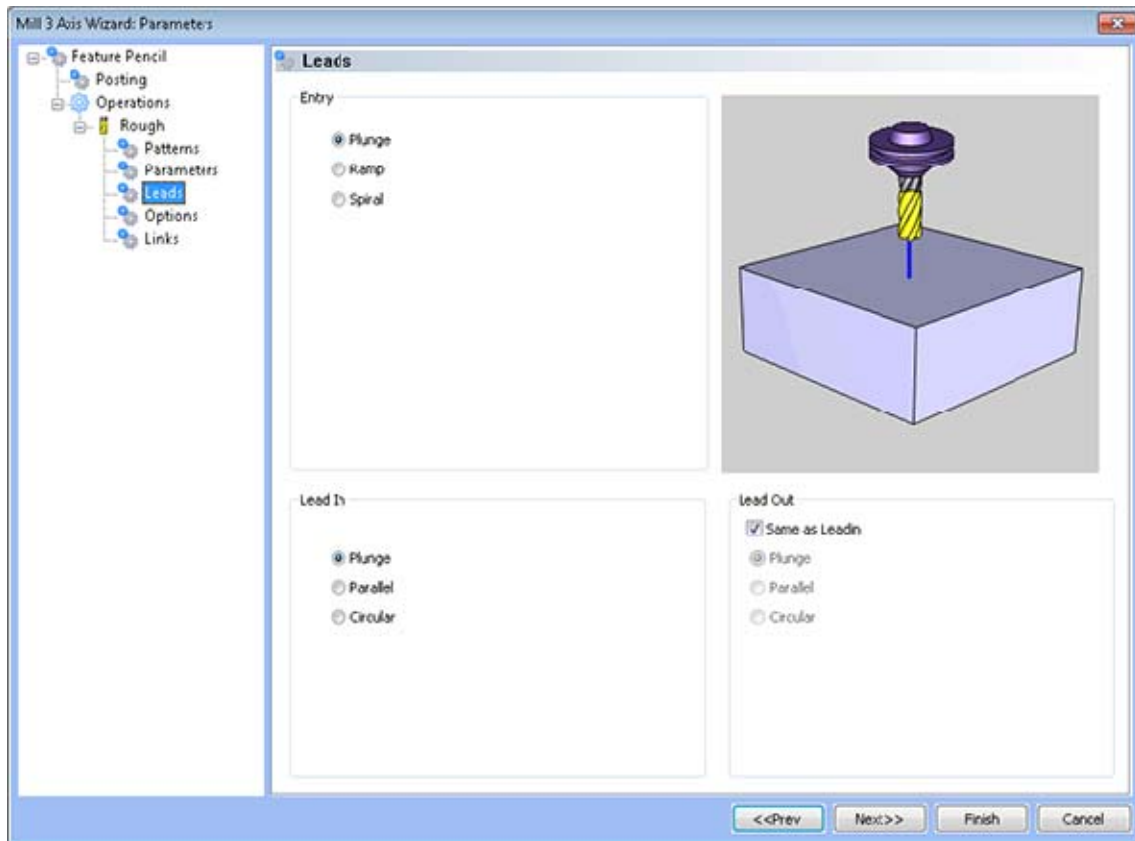 Mill 3 Axis Wizard: Parameters
Feature Pencil
Posting
Operations
Rough
Patterns
Parameters
Leads
Options
Links
Leads
Entry
Plunge
Ramp
Spiral
Lead In
Plunge
Parallel
Circular
Lead Out
Same as Leadin
Plunge
Parallel
Circular
<<Prev
Next>>
Finish
Cancel